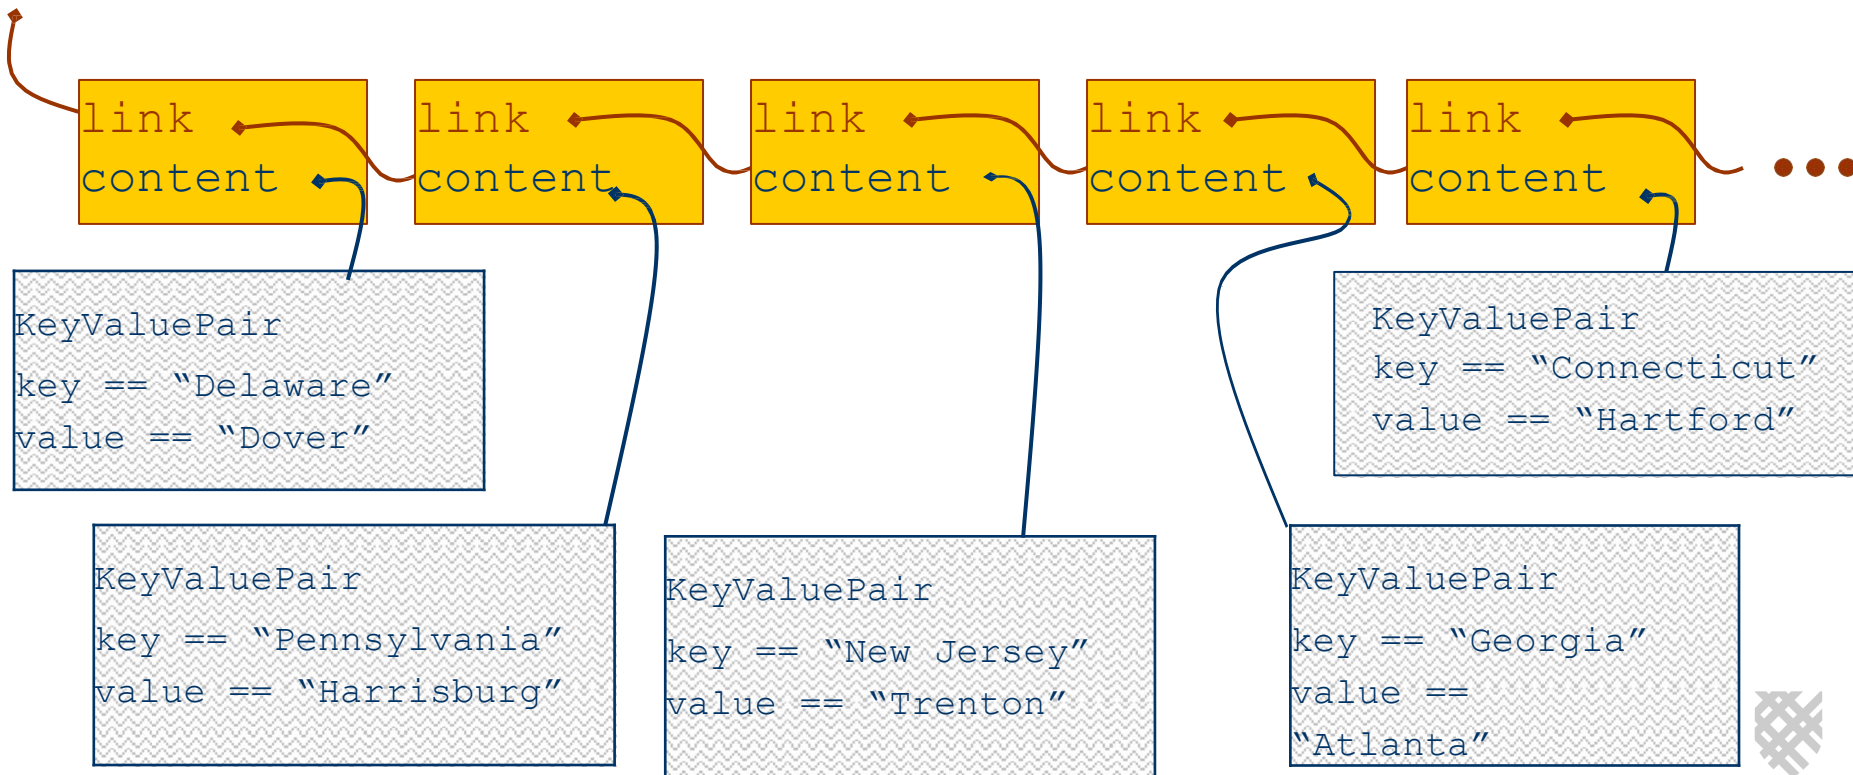 link
content
link
content
link
content
link
content
link
content
KeyValuePair
key == “Delaware”
value == “Dover”
KeyValuePair
key == “Connecticut”
value == “Hartford”
KeyValuePair
key == “Pennsylvania”
value == “Harrisburg”
KeyValuePair
key == “New Jersey”
value == “Trenton”
KeyValuePair
key == “Georgia”
value ==
“Atlanta”